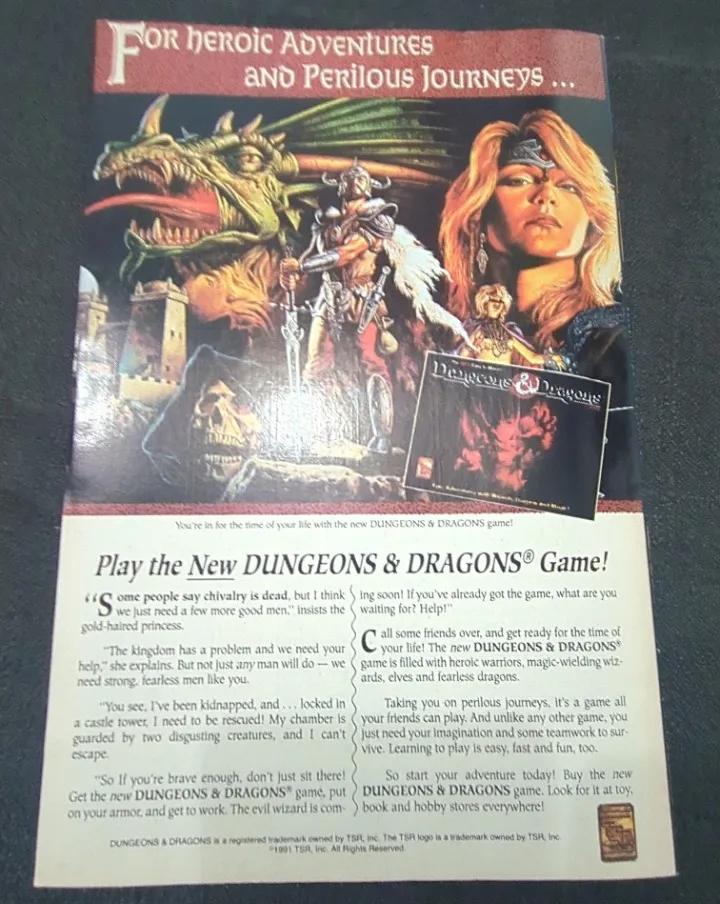 For heroic Adventures
and Perilous Journeys ...
Dungeons & Dragons
You're in for the time of your life with the new DUNGEONS & DRAGONS game!
Play the New DUNGEONS & DRAGONS® Game!
“Some people say chivalry is dead, but I think
we just need a few more good men,” insists the
gold-haired princess.
“The kingdom has a problem and we need your
help,” she explains. But not just any man will do — we
need strong, fearless men like you.
“You see, I've been kidnapped, and . . . locked in
a castle tower, I need to be rescued! My chamber is
guarded by two disgusting creatures, and I can't
escape.
“So If you're brave enough, don't just sit there!
Get the new DUNGEONS & DRAGONS® game, put
on your armor, and get to work. The evil wizard is com-
ing soon! If you've already got the game, what are you
waiting for? Help!”
Call some friends over, and get ready for the time of
your life! The new DUNGEONS & DRAGONS®
game is filled with heroic warriors, magic-wielding wiz-
ards, elves and fearless dragons.
Taking you on perilous journeys, it's a game all
your friends can play. And unlike any other game, you
just need your imagination and some teamwork to sur-
vive. Learning to play is easy, fast and fun, too.
So start your adventure today! Buy the new
DUNGEONS & DRAGONS game. Look for it at toy,
book and hobby stores everywhere!
DUNGEONS & DRAGONS is a registered trademark owned by TSR, Inc. The TSR logo is a trademark owned by TSR, Inc.
©1991 TSR, Inc. All Rights Reserved.